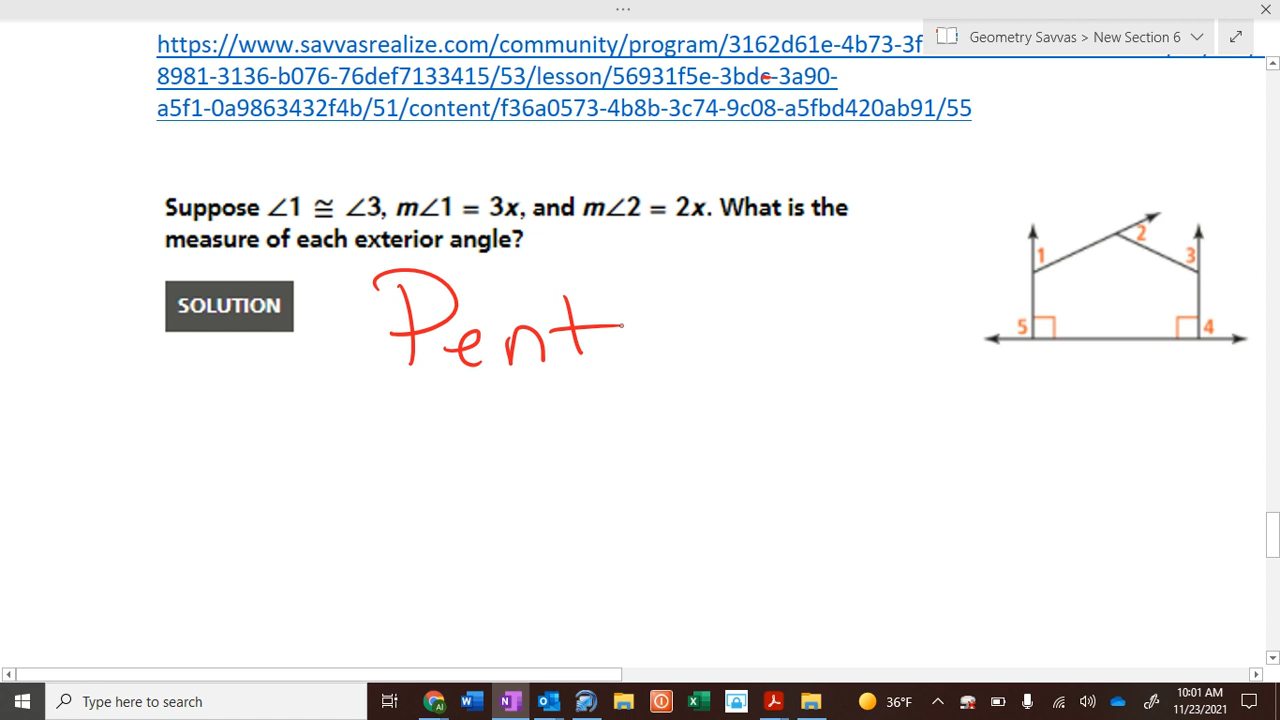 Geometry Savvas > New Section 6
https://www.savvasrealize.com/community/program/3162d61e-4b73-3f
8981-3136-b076-76def7133415/53/lesson/56931f5e-3bdc-3a90-
a5f1-0a9863432f4b/51/content/f36a0573-4b8b-3c74-9c08-a5fbd420ab91/55
Suppose ∠1 ≅ ∠3, m∠1 = 3x, and m∠2 = 2x. What is the
measure of each exterior angle?
SOLUTION
Pent
1
2
3
5
4
Type here to search
AI
36°F
10:01 AM
11/23/2021